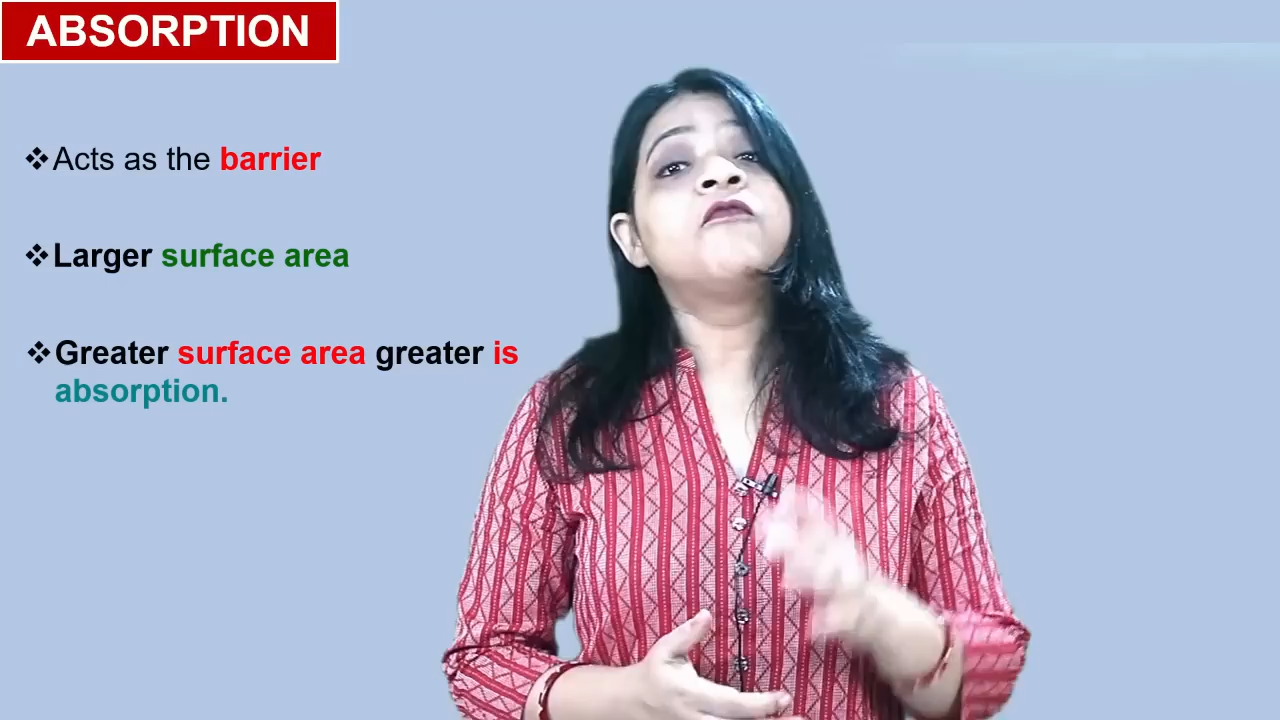 ABSORPTION
❖Acts as the barrier
❖Larger surface area
❖Greater surface area greater is
absorption.